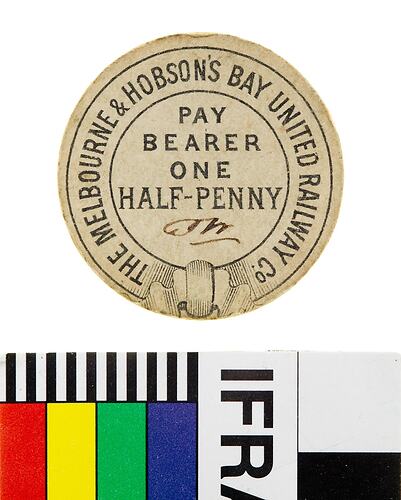 THE MELBOURNE & HOBSON'S BAY UNITED RAILWAY Co.
PAY
BEARER
ONE
HALF-PENNY
IFRA